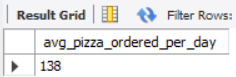 Result Grid Filter Rows:
avg_pizza_ordered_per_day
138